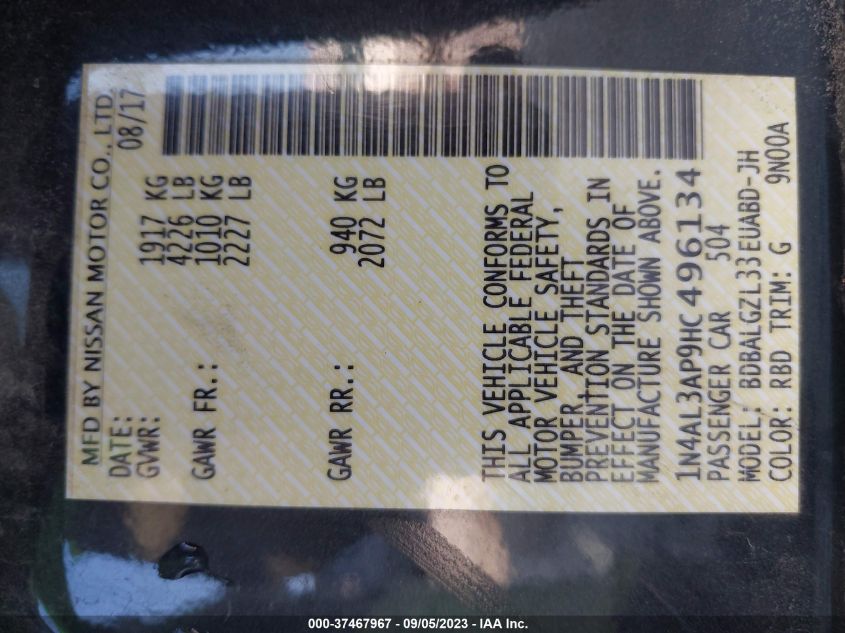 MFD BY NISSAN MOTOR CO., LTD.
DATE: 08/17
GVWR: 1917 KG
4226 LB
GAWR FR.: 1010 KG
2227 LB
GAWR RR.: 940 KG
2072 LB
THIS VEHICLE CONFORMS TO
ALL APPLICABLE FEDERAL
MOTOR VEHICLE SAFETY,
BUMPER, AND THEFT
PREVENTION STANDARDS IN
EFFECT ON THE DATE OF
MANUFACTURE SHOWN ABOVE.
1N4AL3AP9HC496134
PASSENGER CAR 504
MODEL: BDBALGZL33EUABD-JH
COLOR: RBD TRIM: G 9N00A
000-37467967 - 09/05/2023 - IAA Inc.